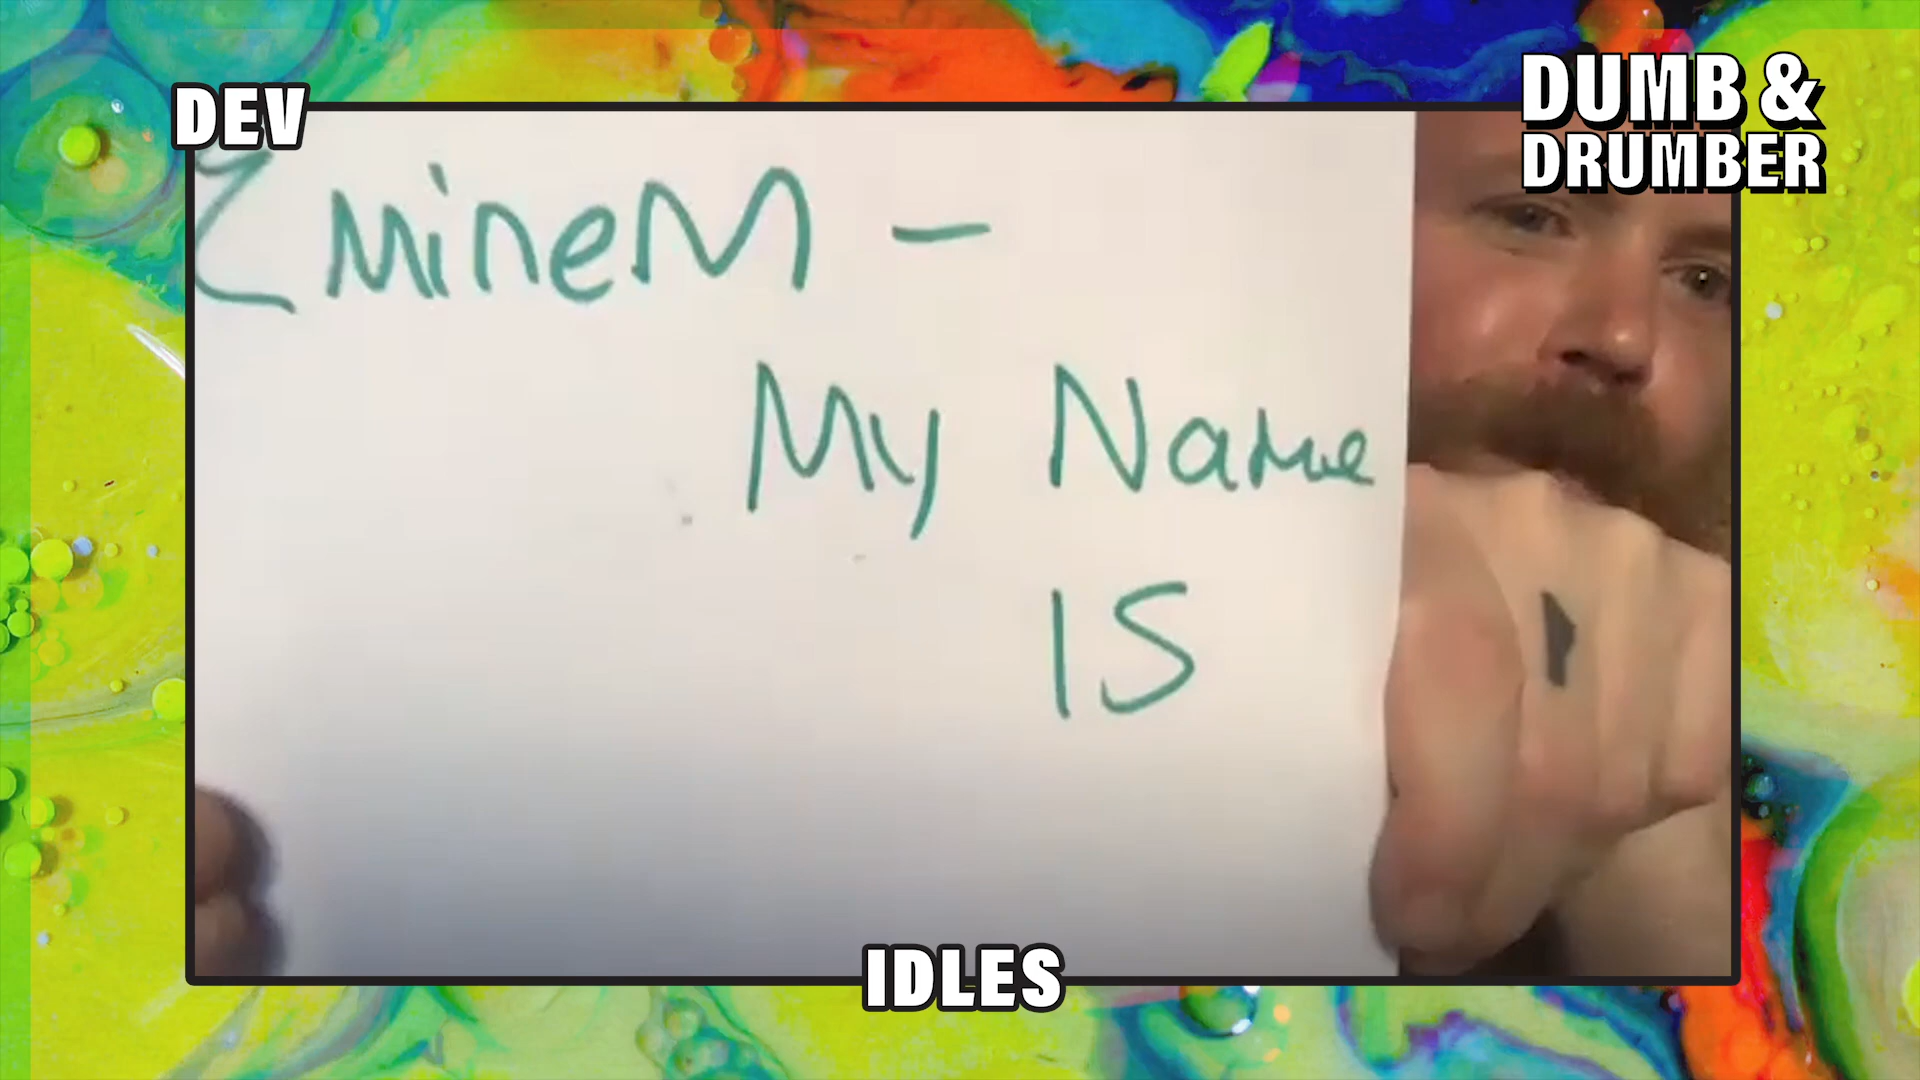 DEV
DUMB &
DRUMBER
EMineM -
My Name
IS
IDLES